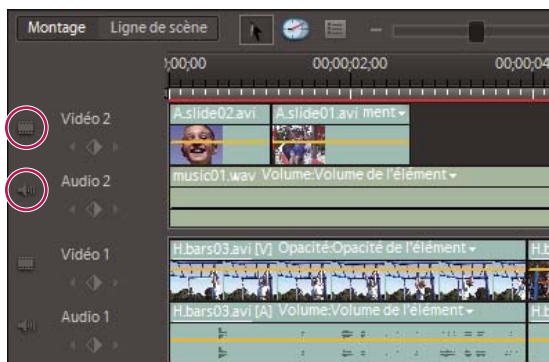 Montage Ligne de scène
;00;00 00;00;02;00 00;00;04
Vidéo 2
A.slide02.avi A.slide01.avi ment
Audio 2
music01.wav Volume:Volume de l'élément
Vidéo 1
H.bars03.avi [V] Opacité:Opacité de l'élément H.b
Audio 1
H.bars03.avi [A] Volume:Volume de l'élément H.b